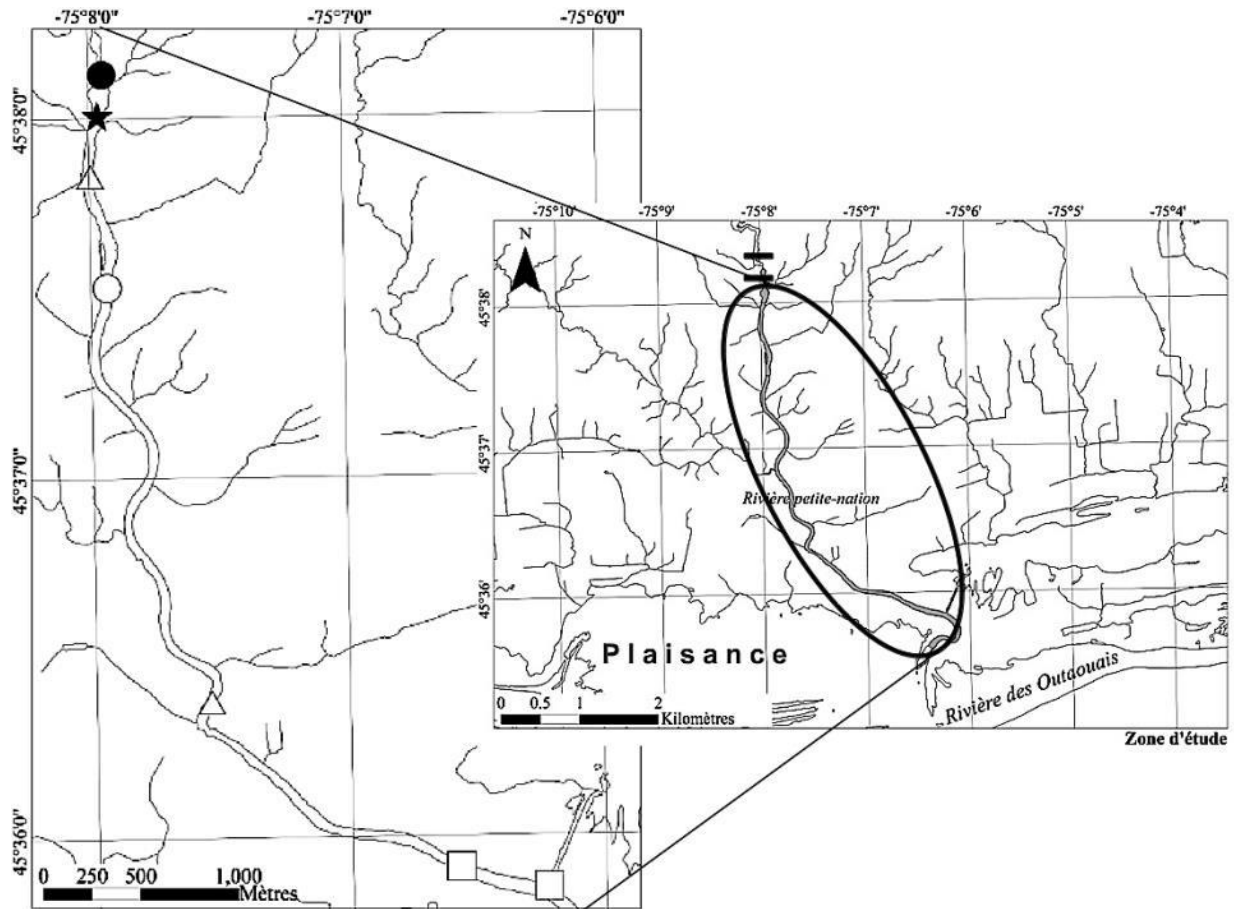 -75°8'0" -75°7'0" -75°6'0"
45°38'0"
45°37'0"
45°36'0"
0 250 500 1,000
Mètres
-75°10' -75°9' -75°8' -75°7' -75°6' -75°5' -75°4'
N
45°38'
45°37'
45°36'
Rivière petite-nation
Plaisance
Rivière des Outaouais
0 0.5 1 2
Kilomètres
Zone d'étude